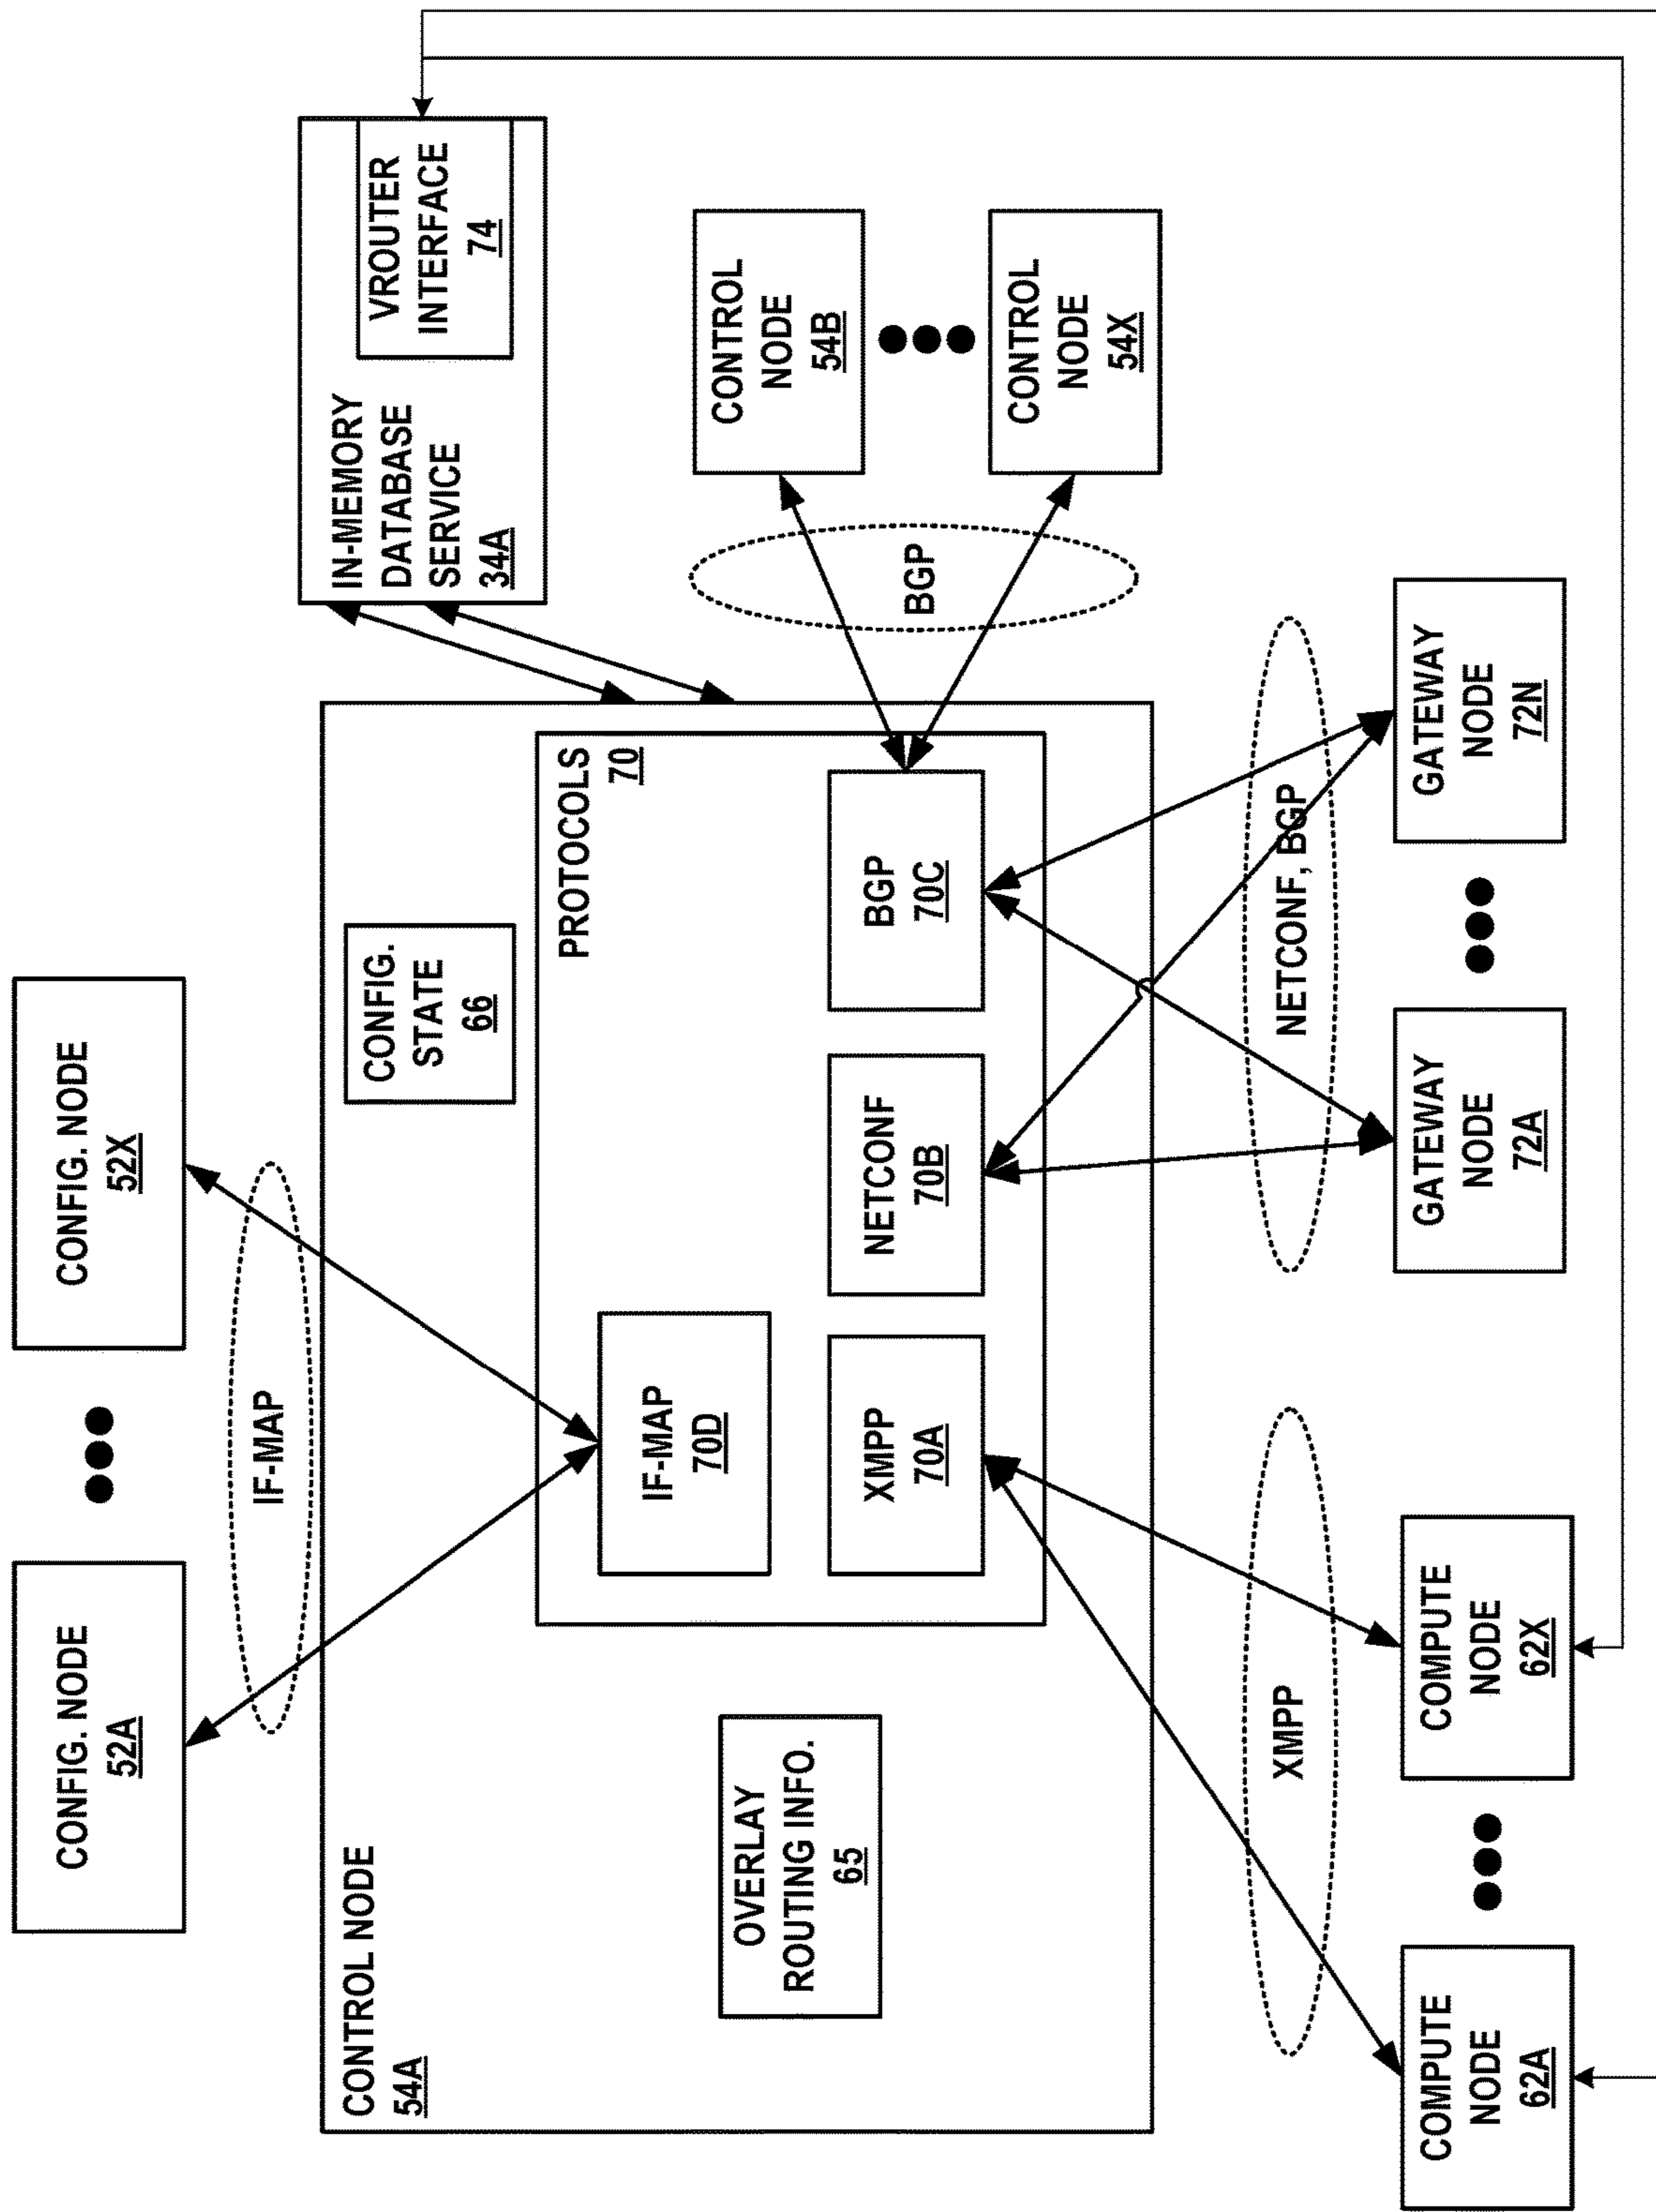 CONFIG. NODE
52A
CONFIG. NODE
52X
IF-MAP
CONTROL NODE
54A
CONFIG.
STATE
66
IN-MEMORY
DATABASE
SERVICE
34A
VROUTER
INTERFACE
74
OVERLAY
ROUTING INFO.
65
PROTOCOLS
70
IF-MAP
70D
XMPP
70A
NETCONF
70B
BGP
70C
BGP
CONTROL
NODE
54B
CONTROL
NODE
54X
XMPP
NETCONF, BGP
COMPUTE
NODE
62A
COMPUTE
NODE
62X
GATEWAY
NODE
72A
GATEWAY
NODE
72N